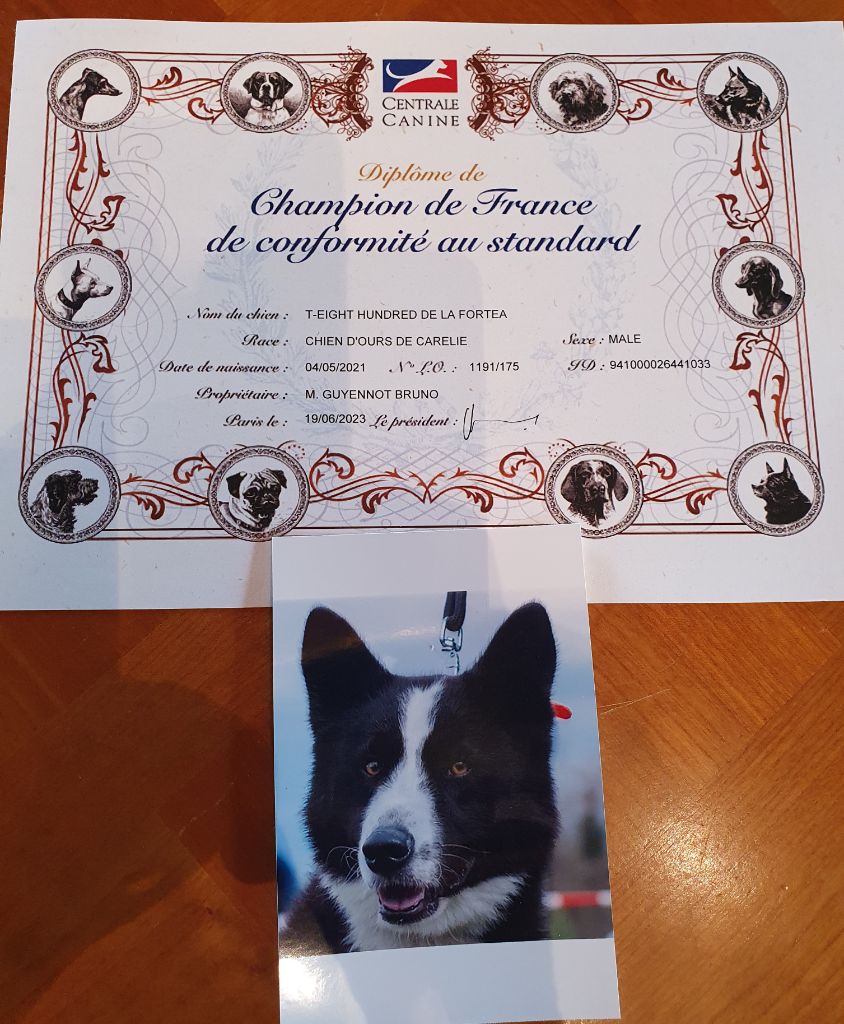 CENTRALE
CANINE
Diplôme de
Champion de France
de conformité au standard
Nom du chien : T-EIGHT HUNDRED DE LA FORTEA
Race : CHIEN D'OURS DE CARELIE Sexe : MALE
Date de naissance : 04/05/2021 N° L.O. : 1191/175 ID : 941000026441033
Propriétaire : M. GUYENNOT BRUNO
Paris le : 19/06/2023 Le président :